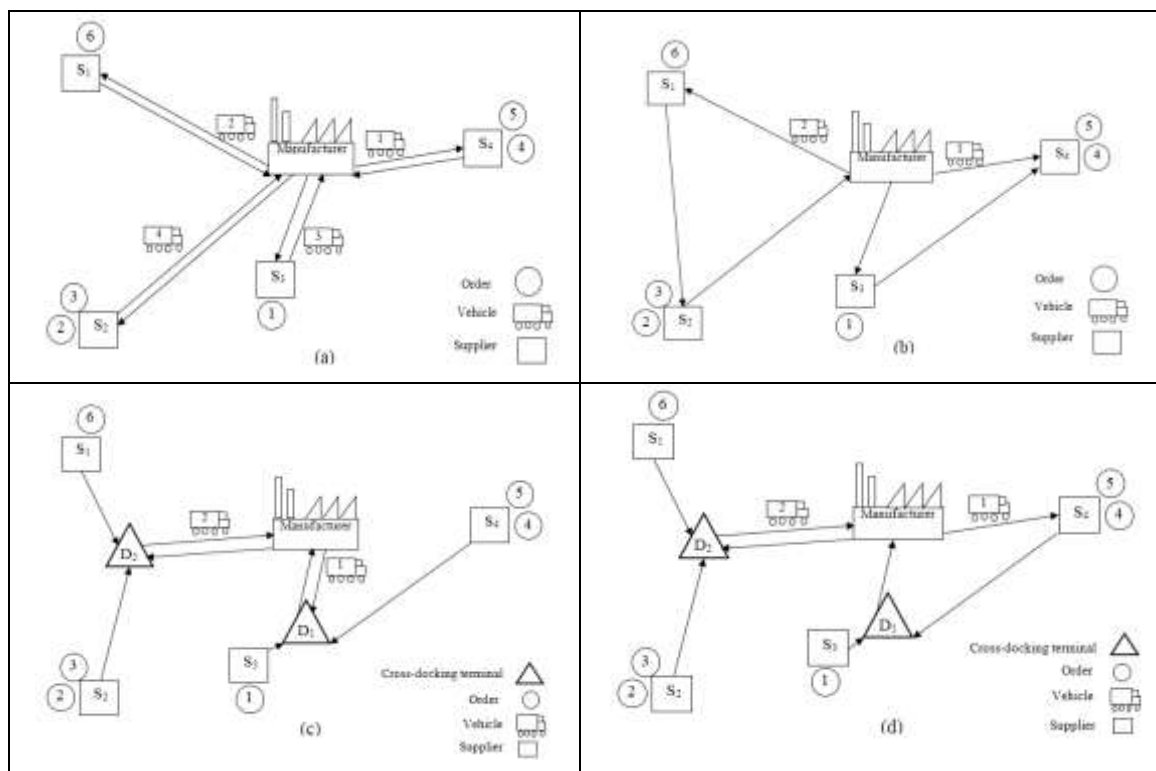 6
S₁
2
1
5
Manufacturer
S₄
4
4
3
S₃
3
Order
2
S₂
1
Vehicle
(a)
Supplier
6
S₁
5
2
1
Manufacturer
S₄
4
Order
3
S₃
2
S₂
1
Vehicle
(b)
Supplier
6
S₁
5
2
Manufacturer
S₄
4
D₂
1
D₁
3
S₃
Cross-docking terminal
2
S₂
1
Order
(c)
Vehicle
Supplier
6
S₁
5
2
1
Manufacturer
S₄
4
D₂
D₁
3
S₃
Cross-docking terminal
2
S₂
1
Order
Vehicle
(d)
Supplier